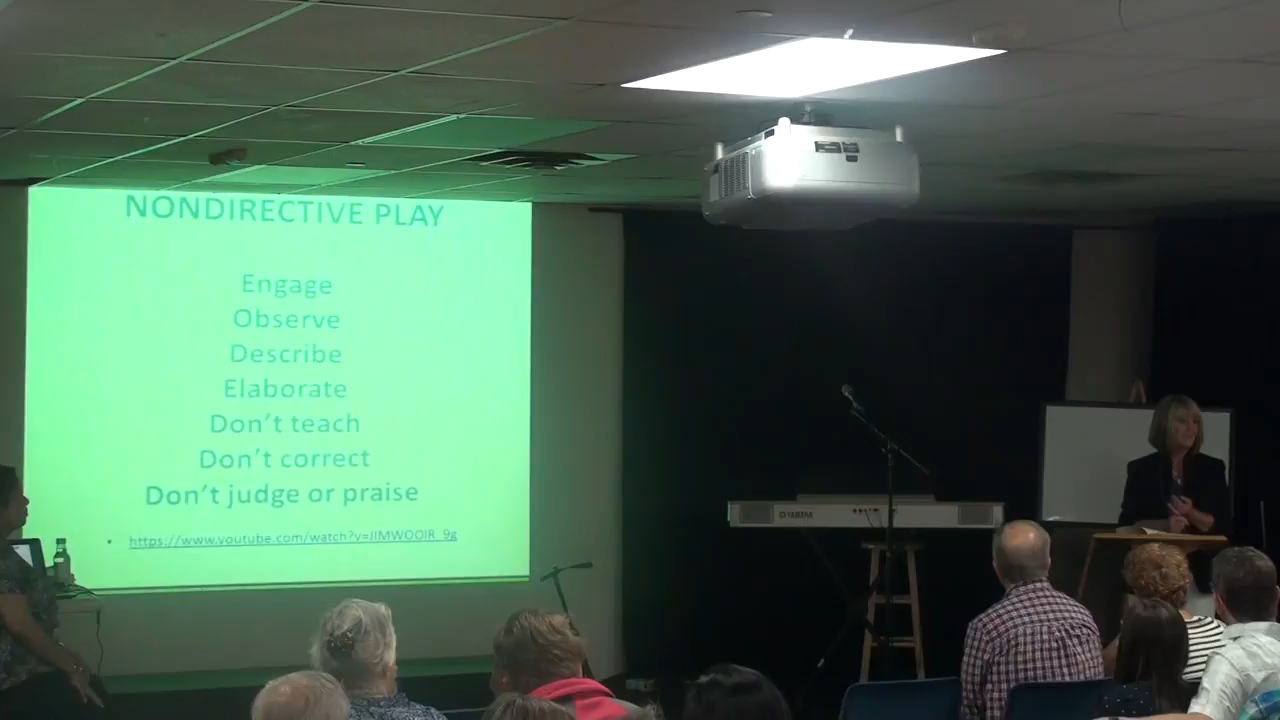 NONDIRECTIVE PLAY
Engage
Observe
Describe
Elaborate
Don't teach
Don't correct
Don't judge or praise
• https://www.youtube.com/watch?v=JIMWOOIR_9g
YAMAHA